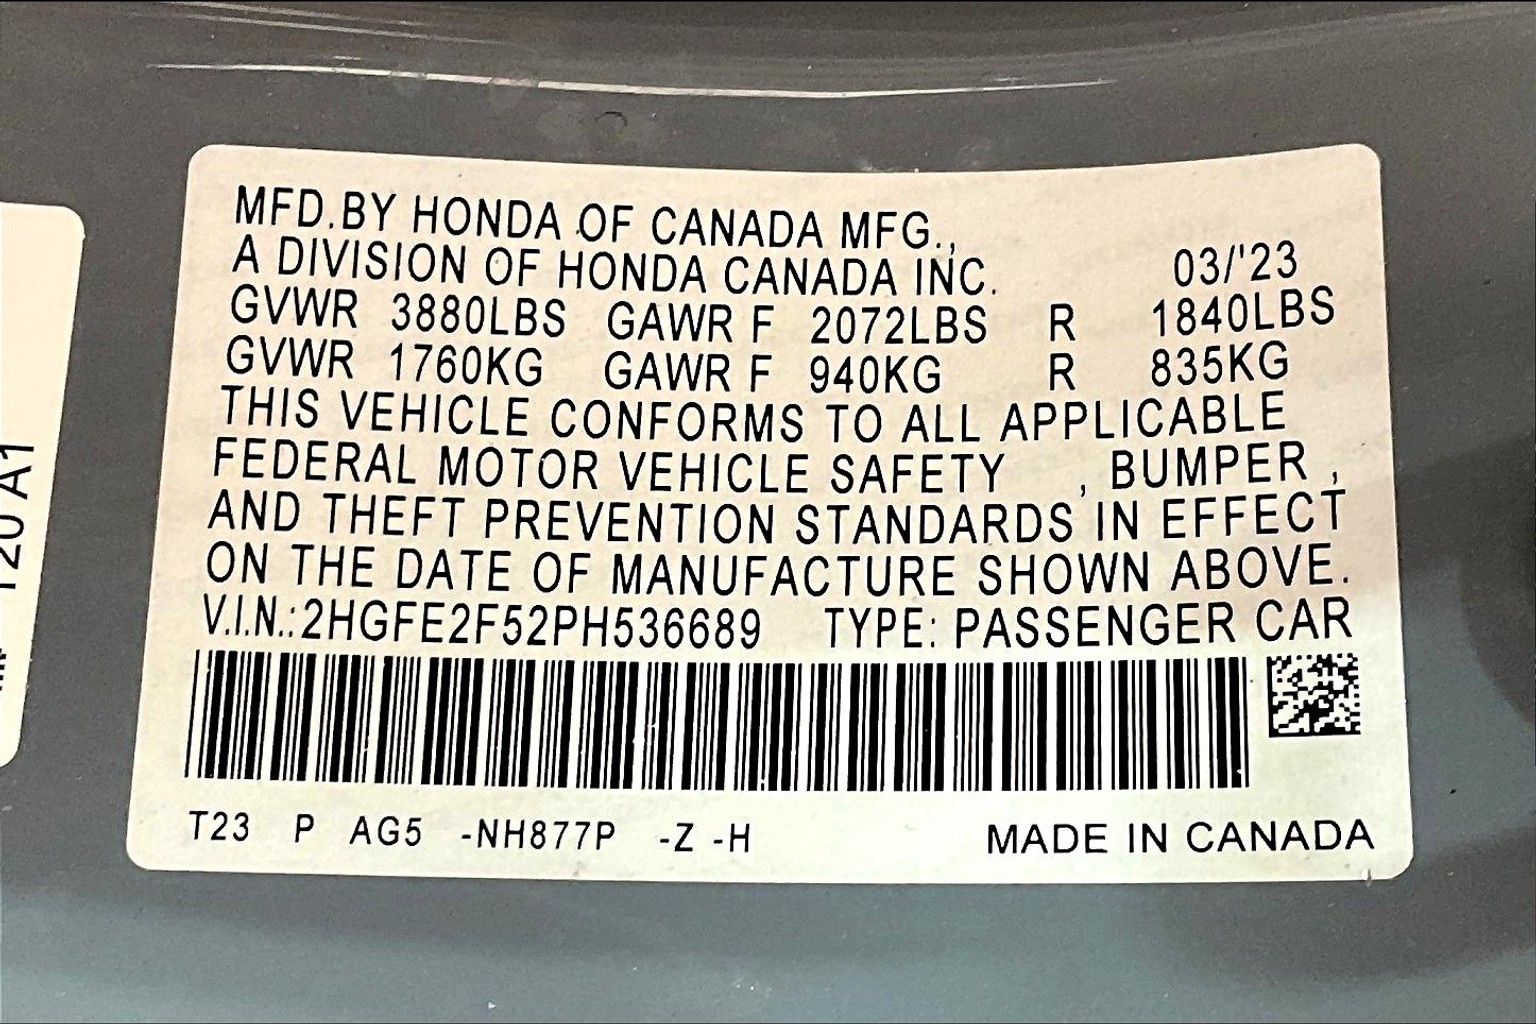 MFD.BY HONDA OF CANADA MFG.,
A DIVISION OF HONDA CANADA INC. 03/'23
GVWR 3880LBS GAWR F 2072LBS R 1840LBS
GVWR 1760KG GAWR F 940KG R 835KG
THIS VEHICLE CONFORMS TO ALL APPLICABLE
FEDERAL MOTOR VEHICLE SAFETY , BUMPER ,
AND THEFT PREVENTION STANDARDS IN EFFECT
ON THE DATE OF MANUFACTURE SHOWN ABOVE.
V.I.N.:2HGFE2F52PH536689 TYPE: PASSENGER CAR
T23 P AG5 -NH877P -Z -H MADE IN CANADA
120 A1